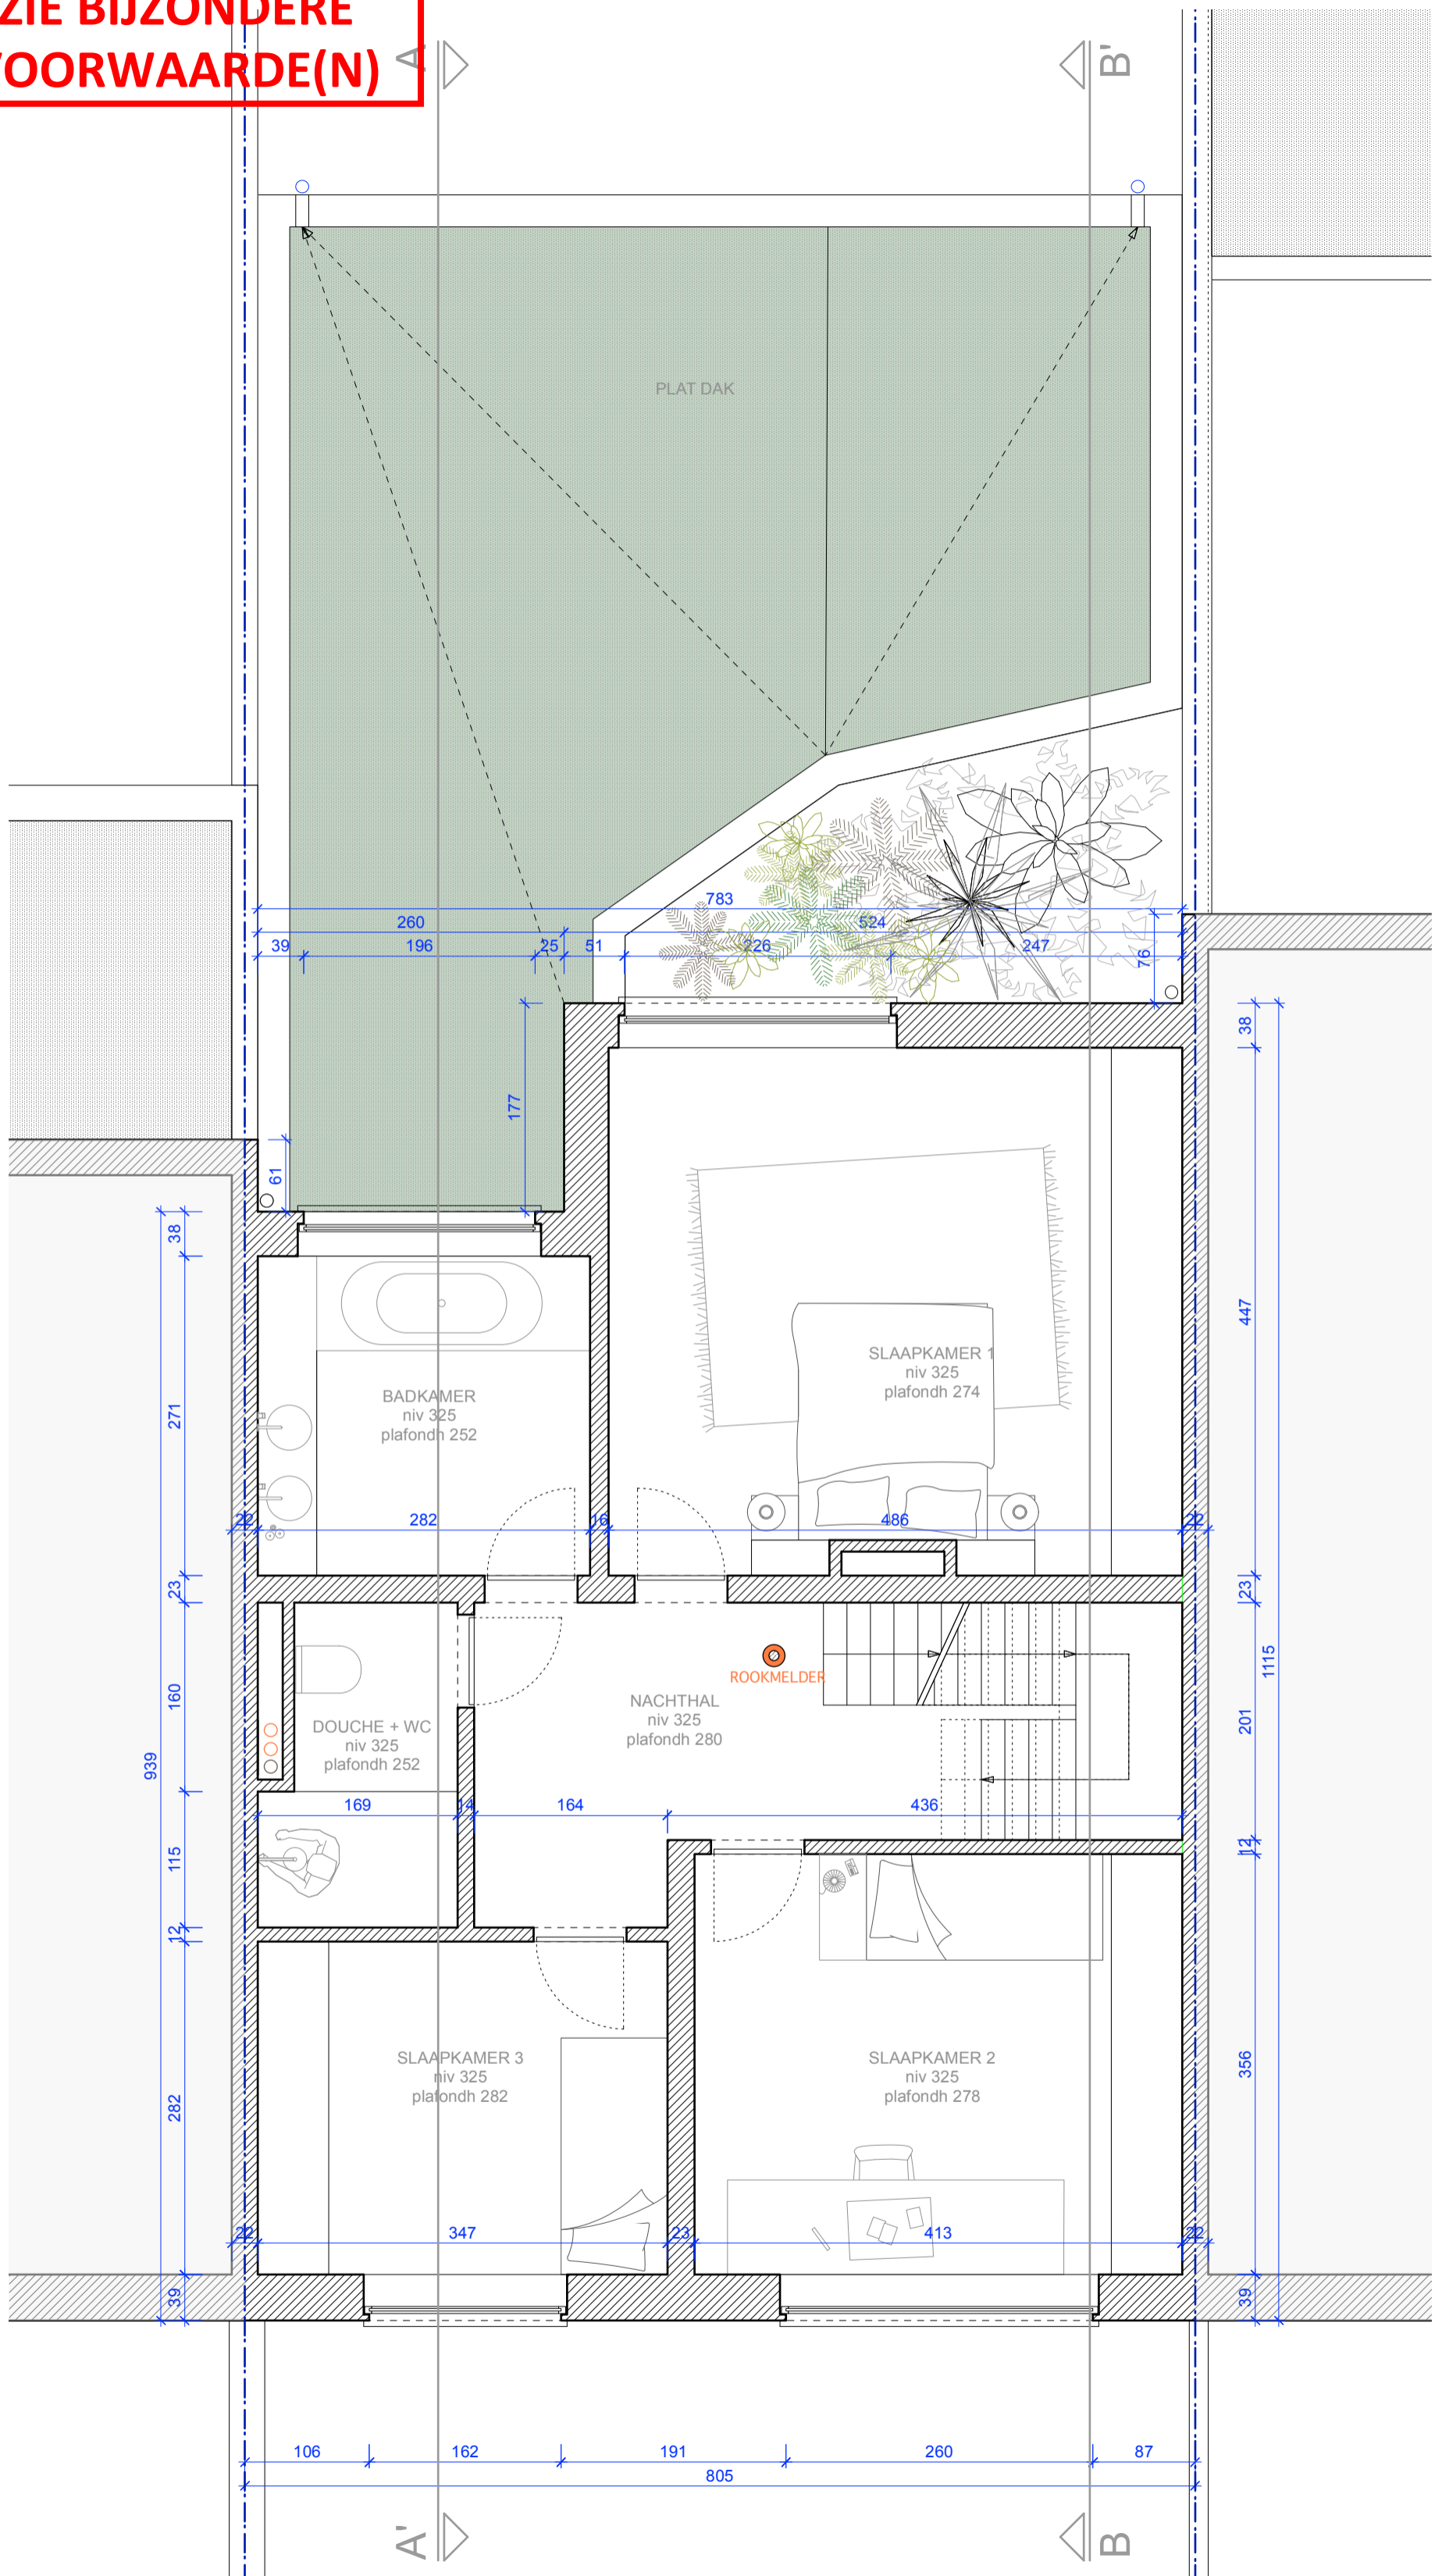 ZIE BIJZONDERE
VOORWAARDE(N)
A
B'
PLAT DAK
783
260
524
39
196
25
51
226
247
76
177
61
38
38
447
271
SLAAPKAMER 1
niv 325
plafondh 274
BADKAMER
niv 325
plafondh 252
22
282
16
486
22
23
23
ROOKMELDER
NACHTHAL
niv 325
plafondh 280
DOUCHE + WC
niv 325
plafondh 252
160
201
1115
939
169
14
164
436
115
12
12
SLAAPKAMER 3
niv 325
plafondh 282
SLAAPKAMER 2
niv 325
plafondh 278
282
356
22
347
23
413
22
39
39
106
162
191
260
87
805
A'
B